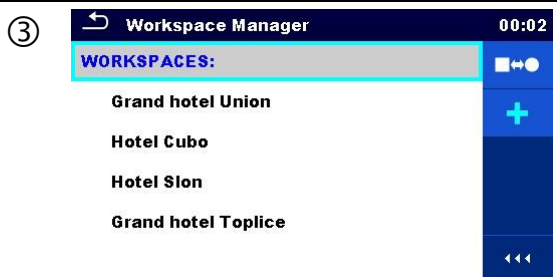 ③
Workspace Manager 00:02
WORKSPACES:
Grand hotel Union
Hotel Cubo
Hotel Slon
Grand hotel Toplice